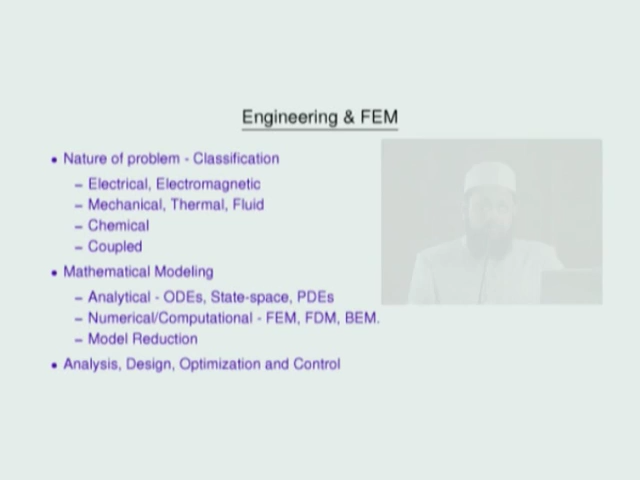 Engineering & FEM
• Nature of problem - Classification
– Electrical, Electromagnetic
– Mechanical, Thermal, Fluid
– Chemical
– Coupled
• Mathematical Modeling
– Analytical - ODEs, State-space, PDEs
– Numerical/Computational - FEM, FDM, BEM.
– Model Reduction
• Analysis, Design, Optimization and Control